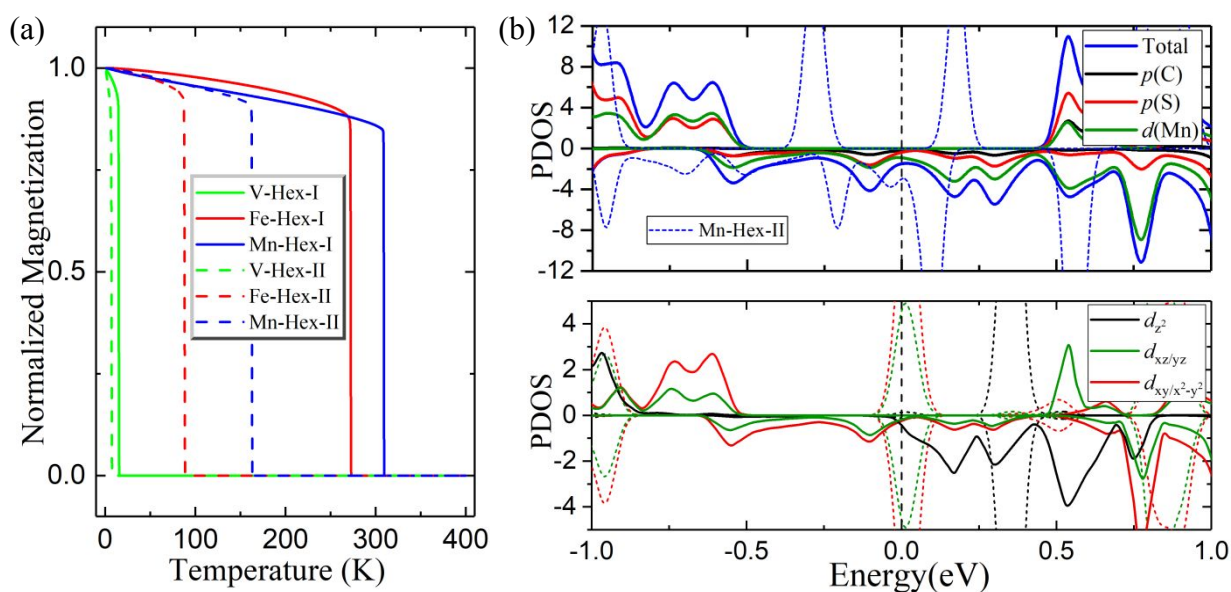 (a)
Normalized Magnetization
1.0
0.5
0.0
V-Hex-I
Fe-Hex-I
Mn-Hex-I
V-Hex-II
Fe-Hex-II
Mn-Hex-II
0 100 200 300 400
Temperature (K)
(b)
PDOS
12
8
4
0
-4
-8
-12
Total
p(C)
p(S)
d(Mn)
Mn-Hex-II
PDOS
4
2
0
-2
-4
d_{z^2}
d_{xz/yz}
d_{xy/x^2-y^2}
-1.0 -0.5 0.0 0.5 1.0
Energy(eV)